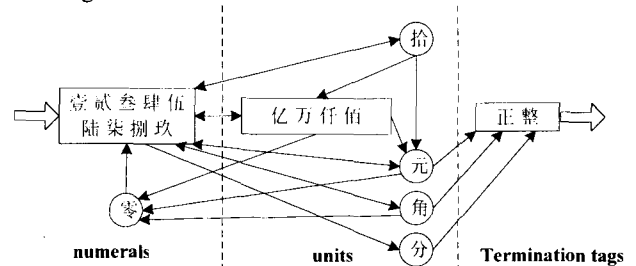 拾
壹贰叁肆伍
陆柒捌玖
亿万仟佰
正整
元
零
角
分
numerals
units
Termination tags